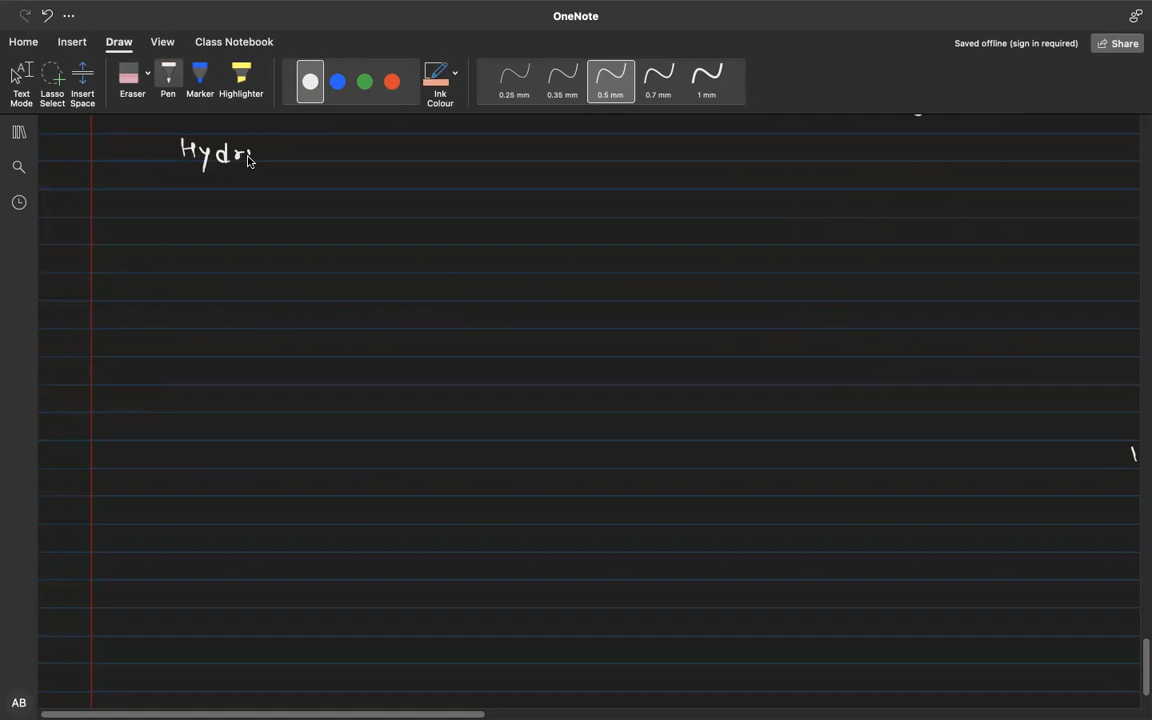 OneNote
Home Insert Draw View Class Notebook
Saved offline (sign in required) Share
Text Mode
Lasso Select
Insert Space
Eraser
Pen
Marker
Highlighter
Ink Colour
0.25 mm
0.35 mm
0.5 mm
0.7 mm
1 mm
Hydr
AB